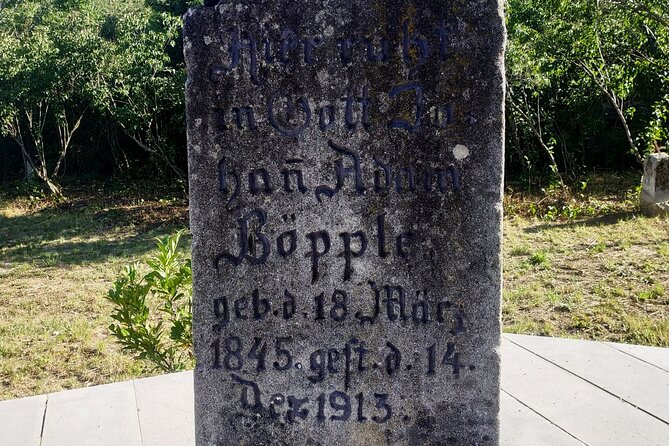 Hier ruht
in Gott Jo=
han̄ Adam
Böpple,
geb. d. 18. März
1845. gest. d. 14.
Dez 1913.